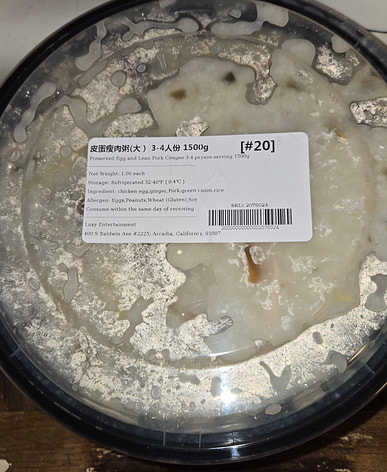 皮蛋瘦肉粥(大） 3-4人份 1500g [#20]
Preserved Egg and Lean Pork Congee 3-4 person serving 1500g
Net Weight: 1.00 each
Storage: Refrigerated 32-40℉ ( 0-4℃ )
Ingredient: chicken egg,ginger,Pork,green onion,rice
Allergen: Eggs,Peanuts,Wheat (Gluten),Soy
SKU: 2076024
Consume within the same day of receiving
Luxy Entertainment
400 S Baldwin Ave #2225, Arcadia, California, 91007